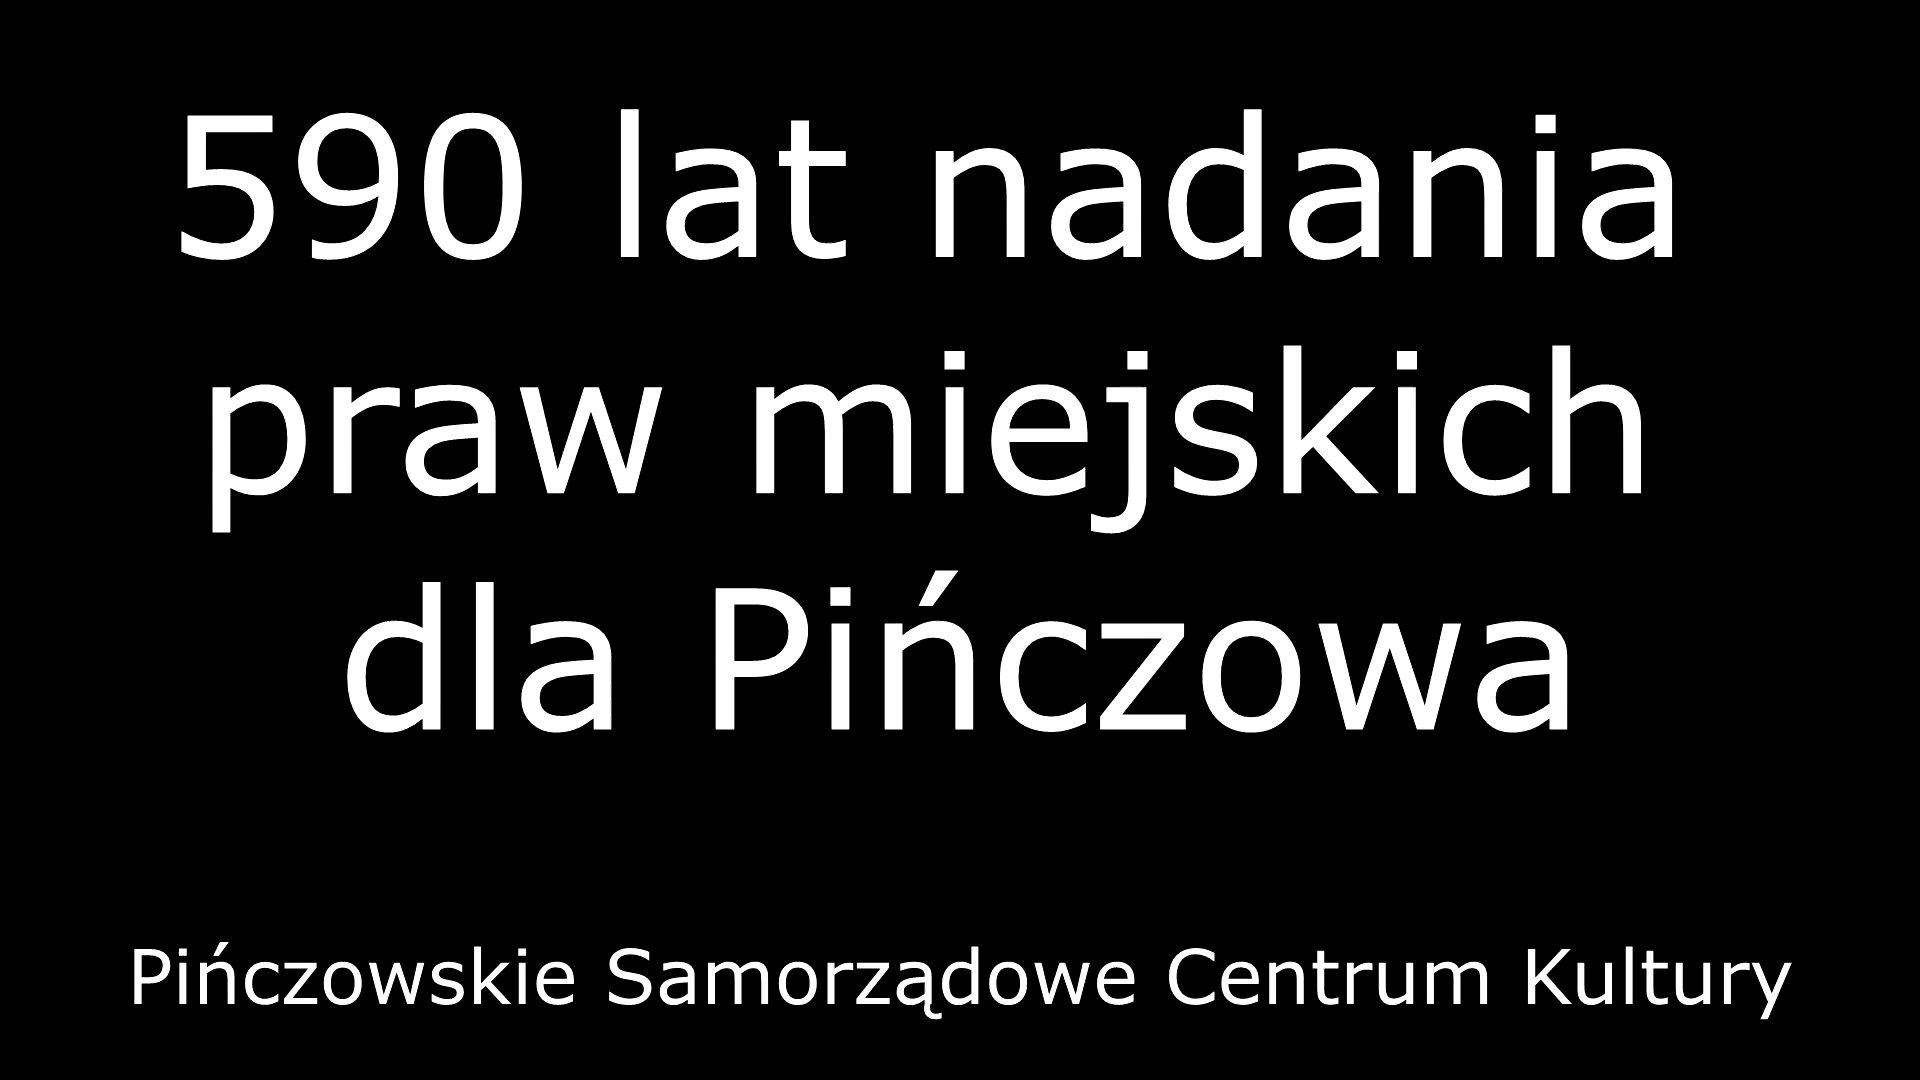 590 lat nadania
praw miejskich
dla Pińczowa
Pińczowskie Samorządowe Centrum Kultury